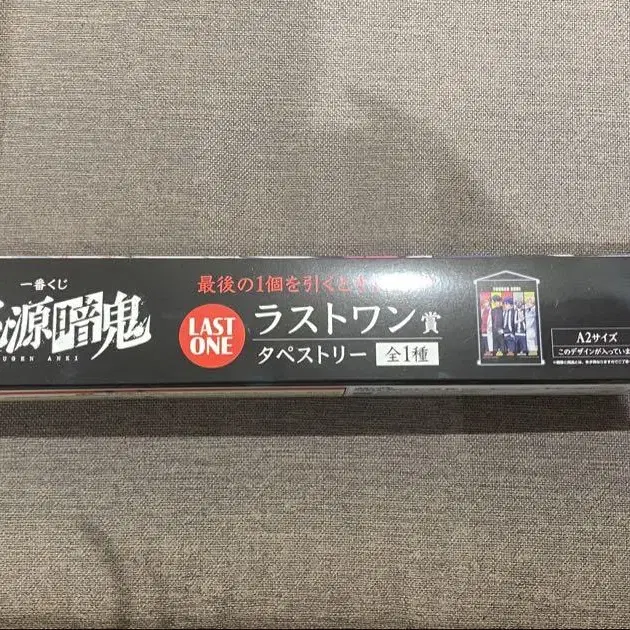 一番くじ
源暗鬼
UGEN ANKI
最後の1個を引くと
LAST
ONE
ラストワン賞
タペストリー 全1種
TOUGEN ANKI
A2サイズ
このデザインが入っていま